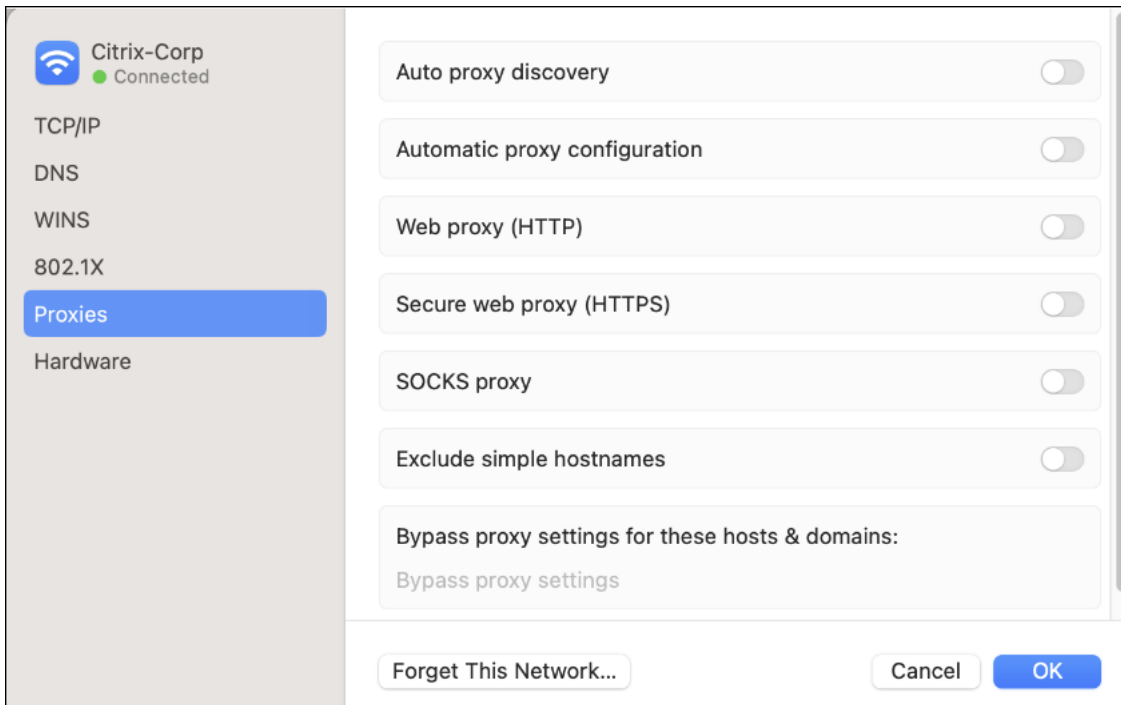 Citrix-Corp
Connected
TCP/IP
DNS
WINS
802.1X
Proxies
Hardware
Auto proxy discovery
Automatic proxy configuration
Web proxy (HTTP)
Secure web proxy (HTTPS)
SOCKS proxy
Exclude simple hostnames
Bypass proxy settings for these hosts & domains:
Bypass proxy settings
Forget This Network... Cancel OK